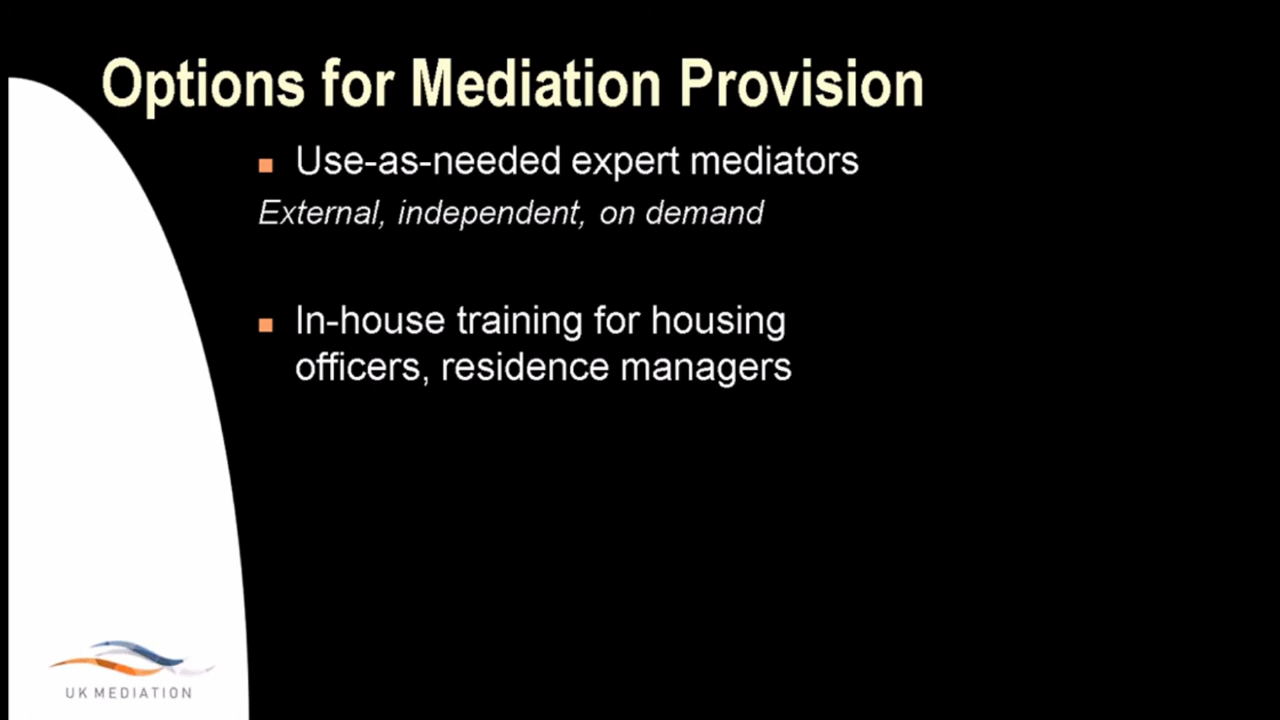 Options for Mediation Provision
Use-as-needed expert mediators
External, independent, on demand
In-house training for housing
officers, residence managers
UK MEDIATION